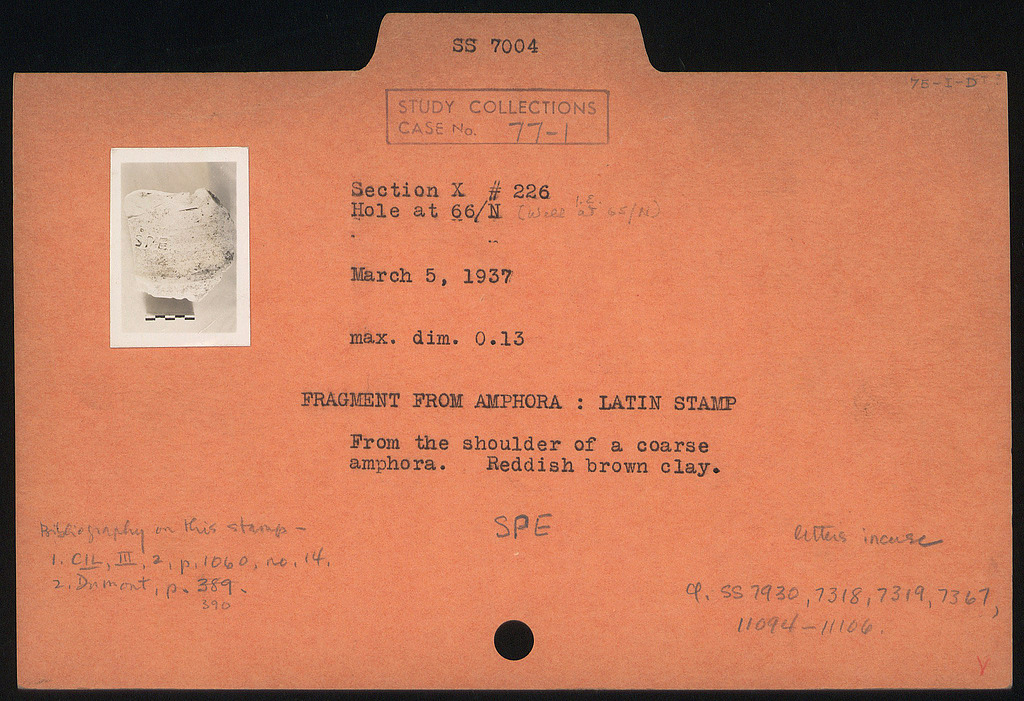 SS 7004
7B-I-D
STUDY COLLECTIONS
CASE No. 77-1
Section X # 226
I.E.
Hole at 66/N (Well at 65/N)
March 5, 1937
max. dim. 0.13
FRAGMENT FROM AMPHORA : LATIN STAMP
From the shoulder of a coarse
amphora. Reddish brown clay.
SPE
SPE
letters incuse
Bibliography on this stamp –
1. CIL, III, 2, p. 1060, no. 14.
2. Dumont, p. 389.
390
cf. SS 7930, 7318, 7319, 7367,
11094–11106.